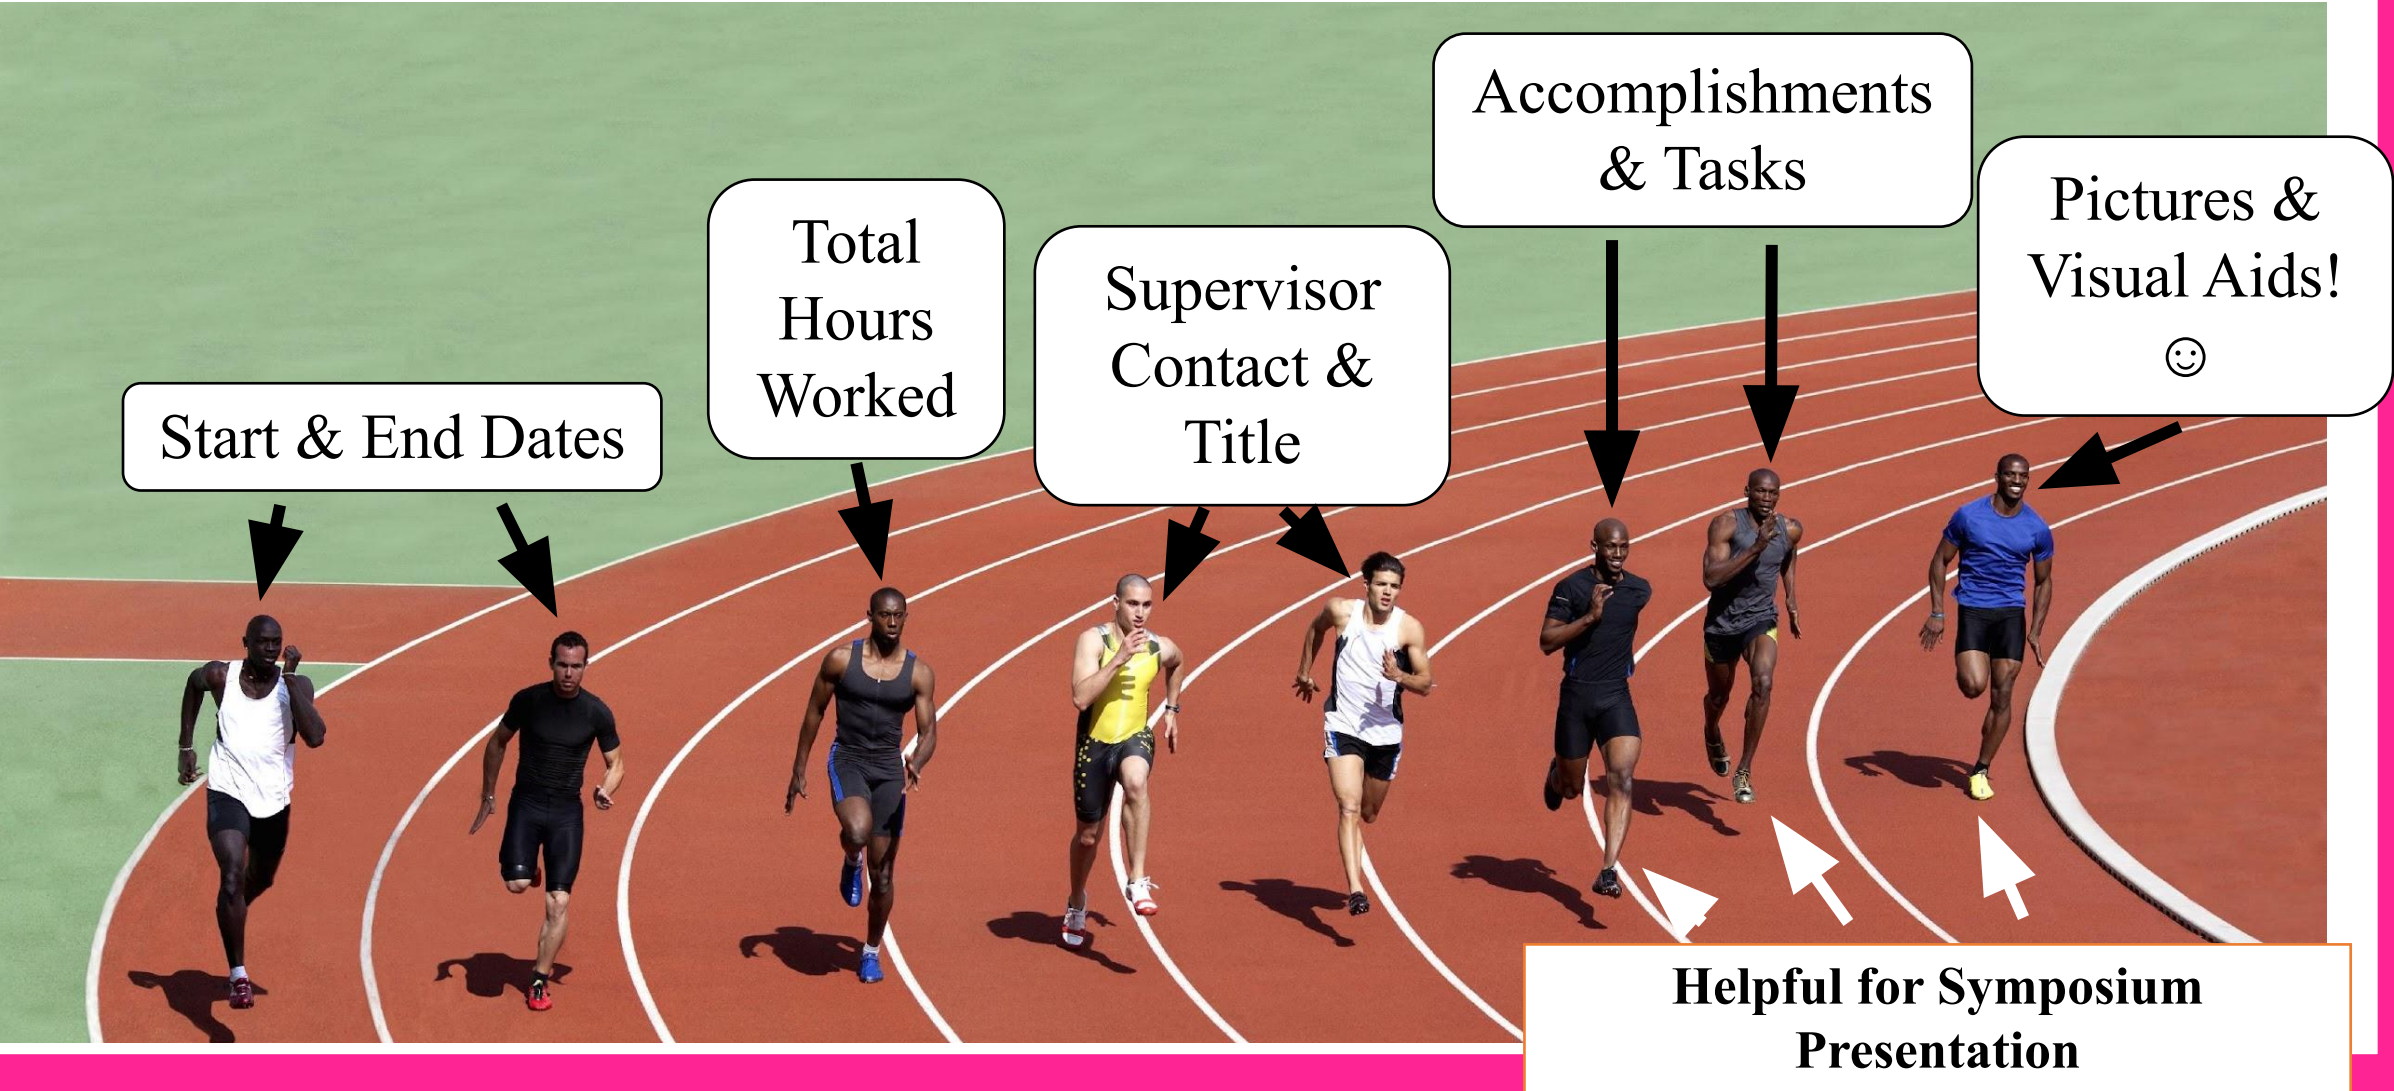 Accomplishments
& Tasks
Pictures &
Visual Aids!
☺
Total
Hours
Worked
Supervisor
Contact &
Title
Start & End Dates
Helpful for Symposium
Presentation